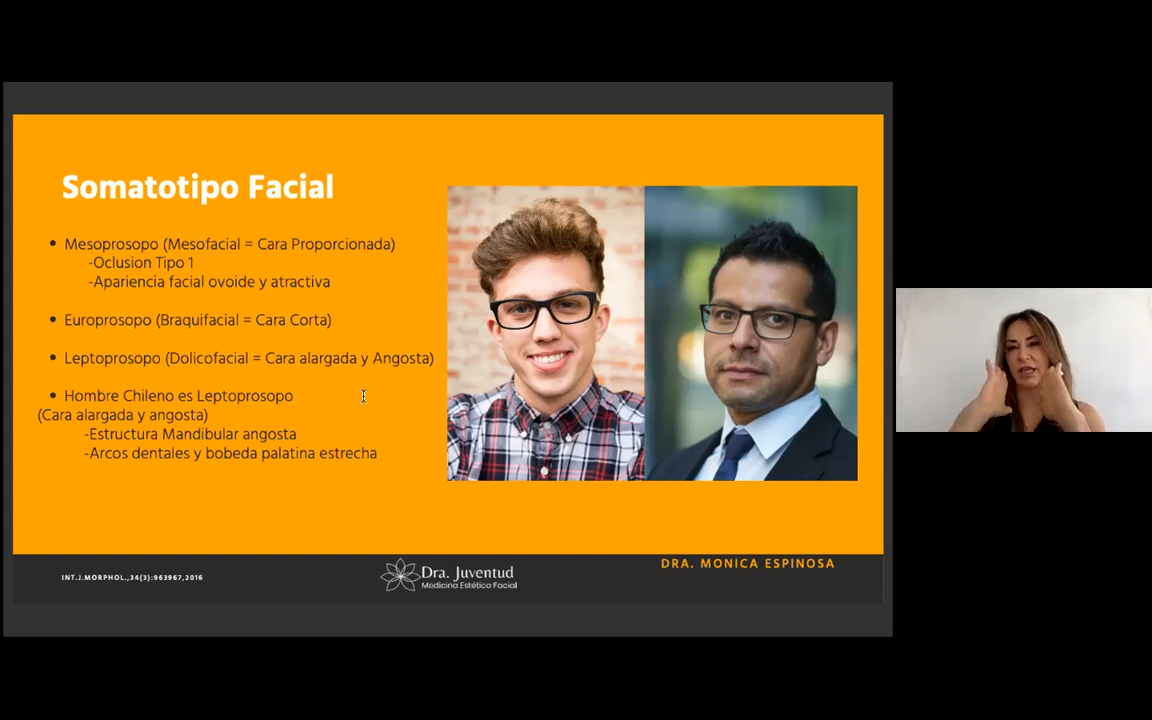 Somatotipo Facial
• Mesoprosopo (Mesofacial = Cara Proporcionada)
-Oclusion Tipo 1
-Apariencia facial ovoide y atractiva
• Europrosopo (Braquifacial = Cara Corta)
• Leptoprosopo (Dolicofacial = Cara alargada y Angosta)
• Hombre Chileno es Leptoprosopo
(Cara alargada y angosta)
-Estructura Mandibular angosta
-Arcos dentales y bobeda palatina estrecha
INT.J.MORPHOL.,34(3):963967,2016
Dra. Juventud
Medicina Estética Facial
DRA. MONICA ESPINOSA